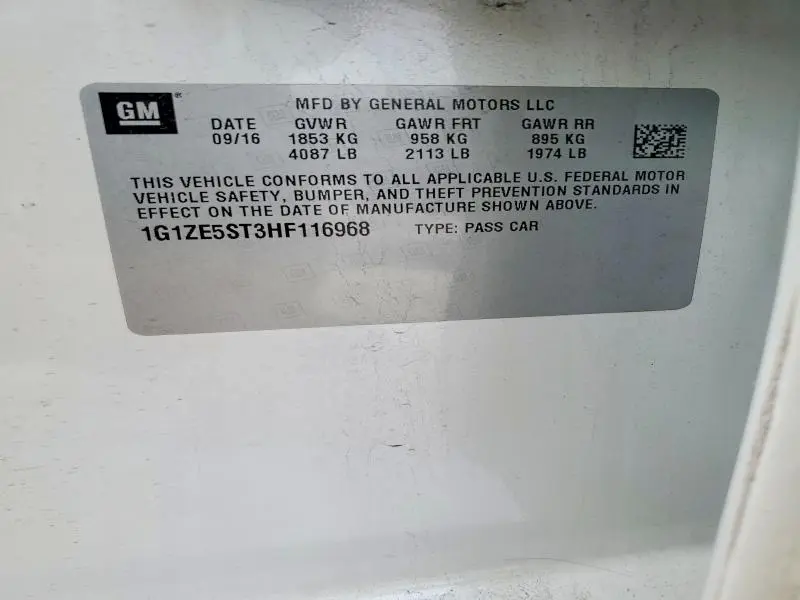 GM
MFD BY GENERAL MOTORS LLC
DATE GVWR GAWR FRT GAWR RR
09/16 1853 KG 958 KG 895 KG
4087 LB 2113 LB 1974 LB
THIS VEHICLE CONFORMS TO ALL APPLICABLE U.S. FEDERAL MOTOR
VEHICLE SAFETY, BUMPER, AND THEFT PREVENTION STANDARDS IN
EFFECT ON THE DATE OF MANUFACTURE SHOWN ABOVE.
1G1ZE5ST3HF116968 TYPE: PASS CAR